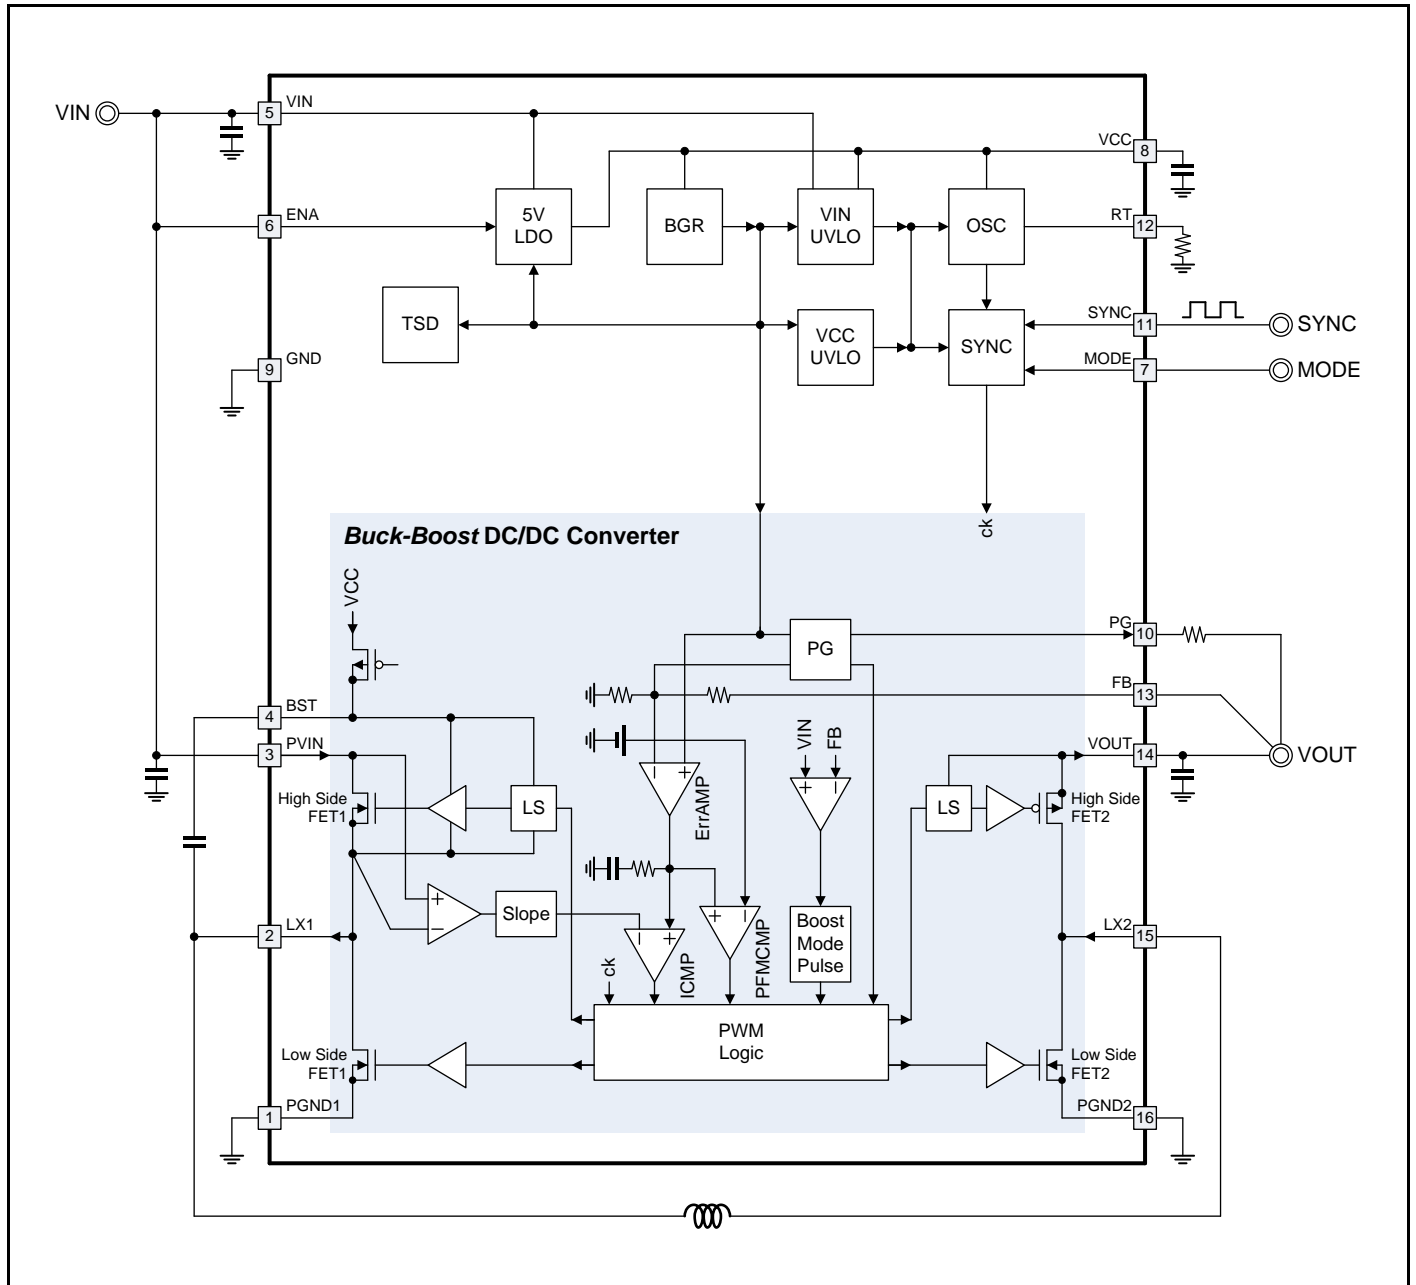 VIN
5
VIN
VCC
8
6
ENA
5V
LDO
BGR
VIN
UVLO
OSC
RT
12
TSD
VCC
UVLO
SYNC
SYNC
11
SYNC
9
GND
MODE
7
MODE
ck
Buck-Boost DC/DC Converter
VCC
PG
PG
10
FB
13
4
BST
3
PVIN
VIN
FB
VOUT
14
VOUT
High Side
FET1
LS
−
+
ErrAMP
+
−
LS
High Side
FET2
+
−
Slope
+
−
PFMCMP
Boost
Mode
Pulse
2
LX1
−
+
ICMP
LX2
15
ck
PWM
Logic
Low Side
FET1
Low Side
FET2
1
PGND1
PGND2
16